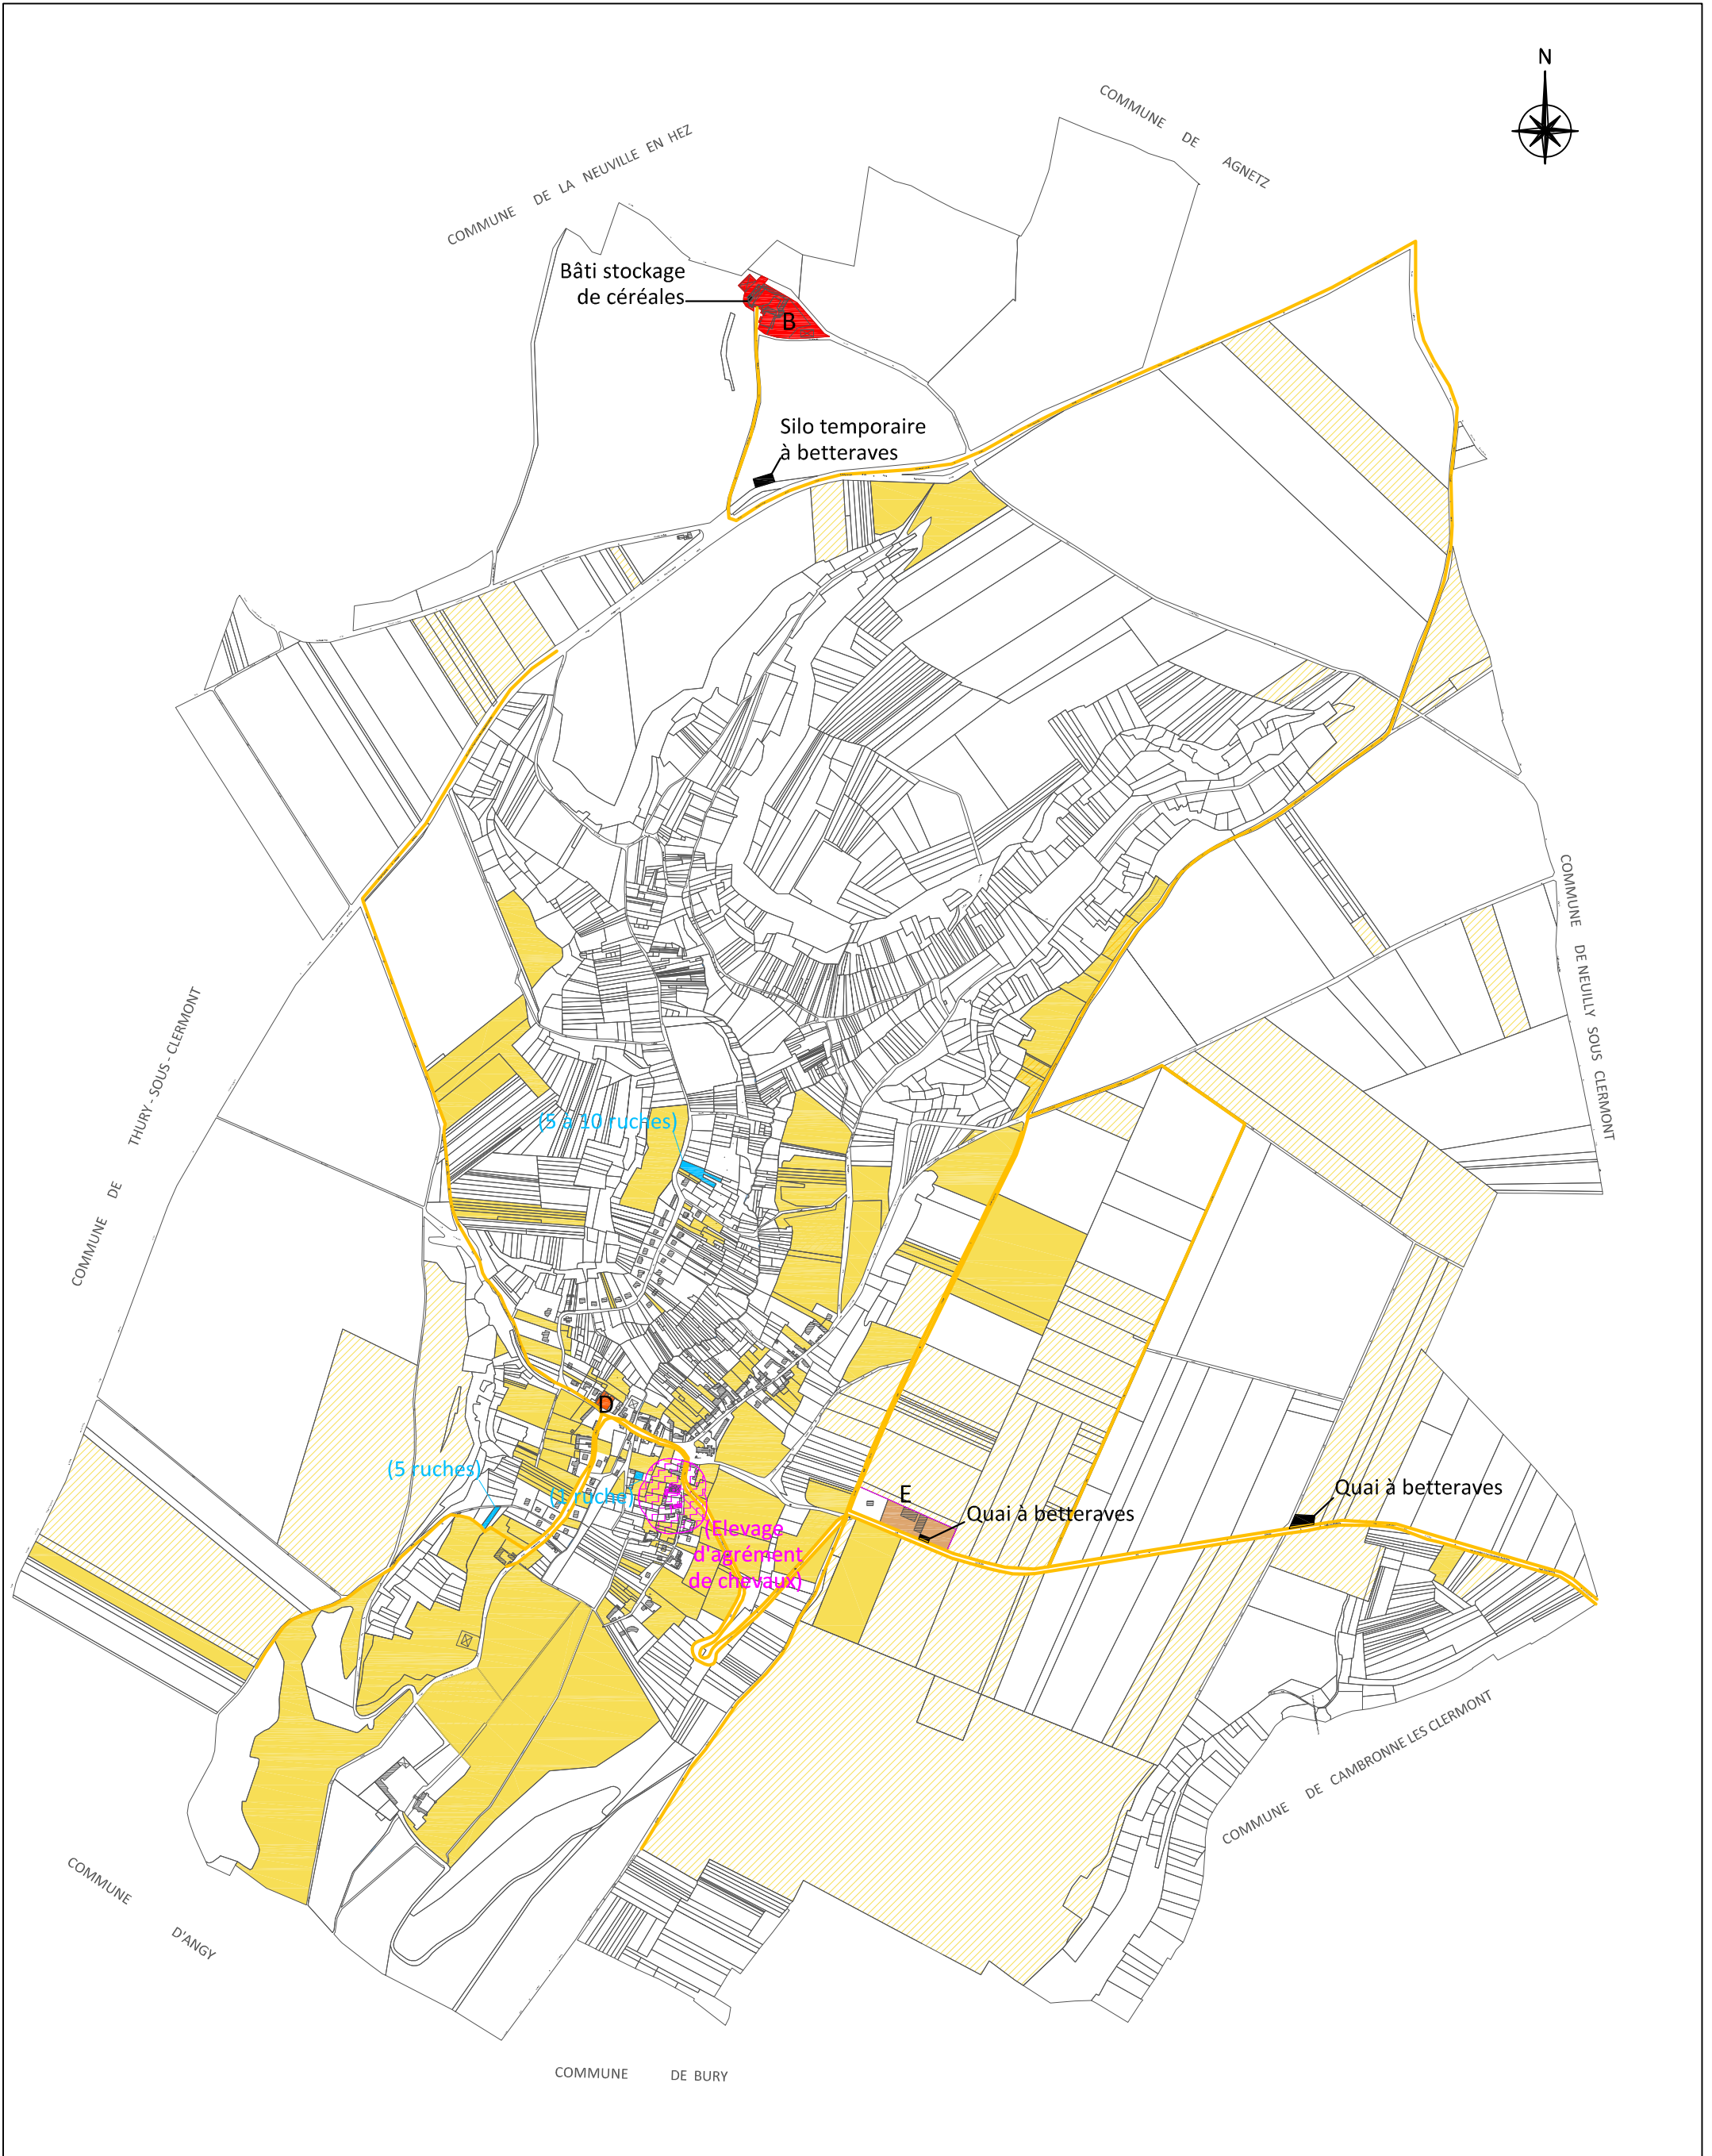 N
COMMUNE DE AGNETZ
COMMUNE DE LA NEUVILLE EN HEZ
Bâti stockage
de céréales
B
Silo temporaire
à betteraves
COMMUNE DE NEUILLY SOUS CLERMONT
COMMUNE DE THURY - SOUS - CLERMONT
(5 à 10 ruches)
D
(5 ruches)
(1 ruche)
E
Quai à betteraves
Quai à betteraves
(Elevage
d'agrément
de chevaux)
COMMUNE DE CAMBRONNE LES CLERMONT
COMMUNE D'ANGY
COMMUNE DE BURY